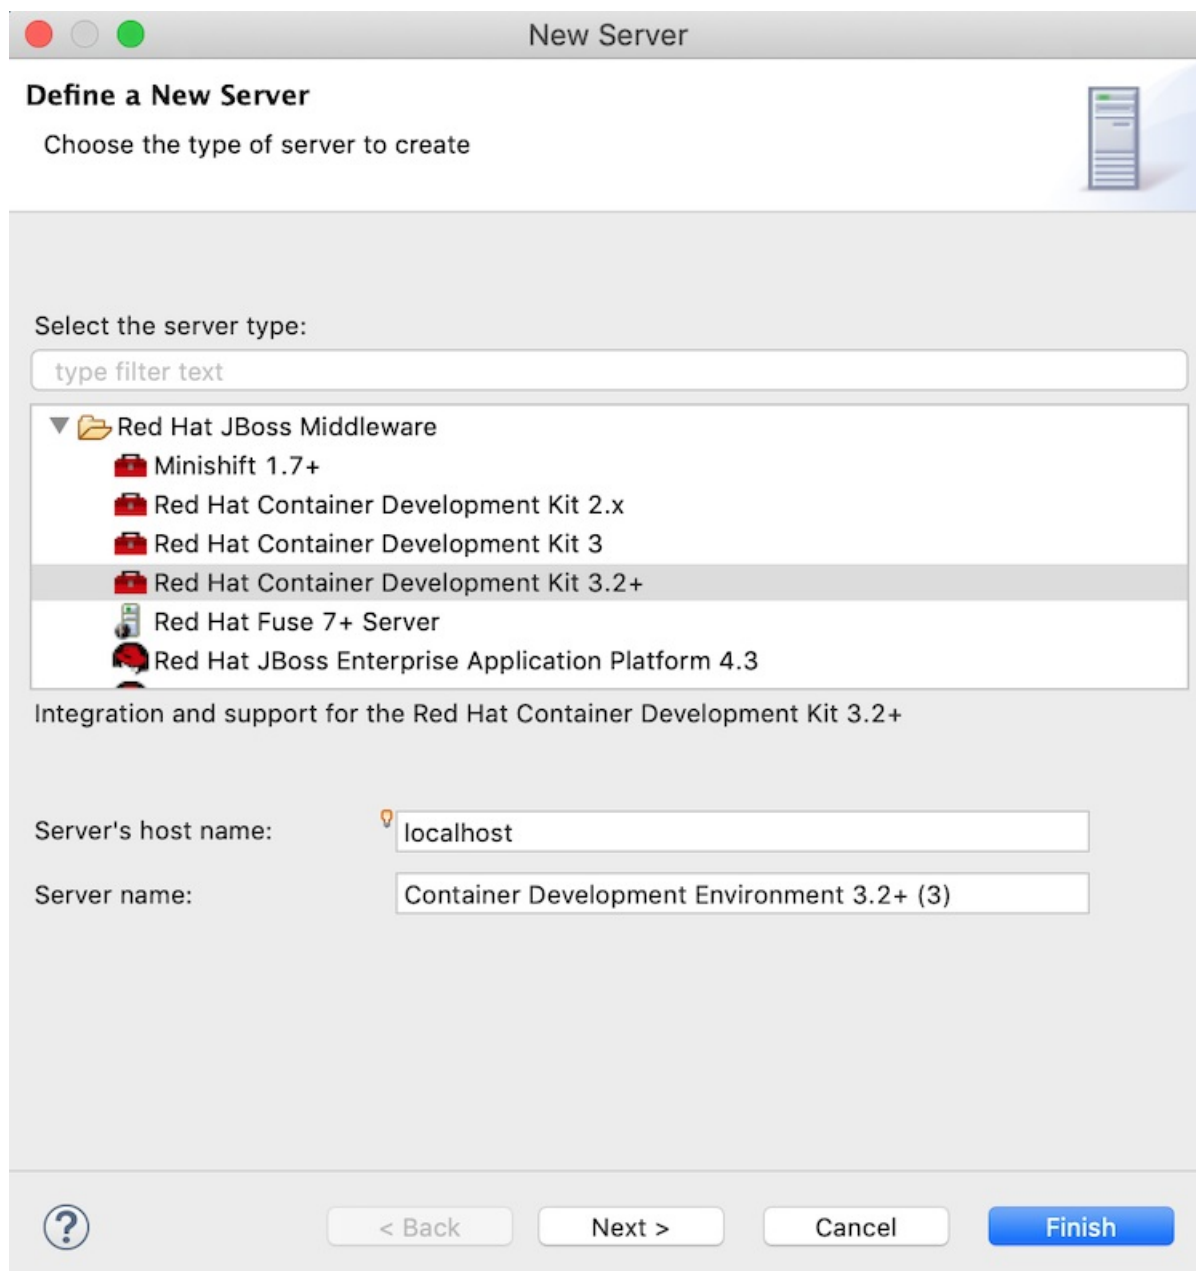 New Server
Define a New Server
Choose the type of server to create
Select the server type:
type filter text
Red Hat JBoss Middleware
Minishift 1.7+
Red Hat Container Development Kit 2.x
Red Hat Container Development Kit 3
Red Hat Container Development Kit 3.2+
Red Hat Fuse 7+ Server
Red Hat JBoss Enterprise Application Platform 4.3
Integration and support for the Red Hat Container Development Kit 3.2+
Server's host name: localhost
Server name: Container Development Environment 3.2+ (3)
? < Back Next > Cancel Finish